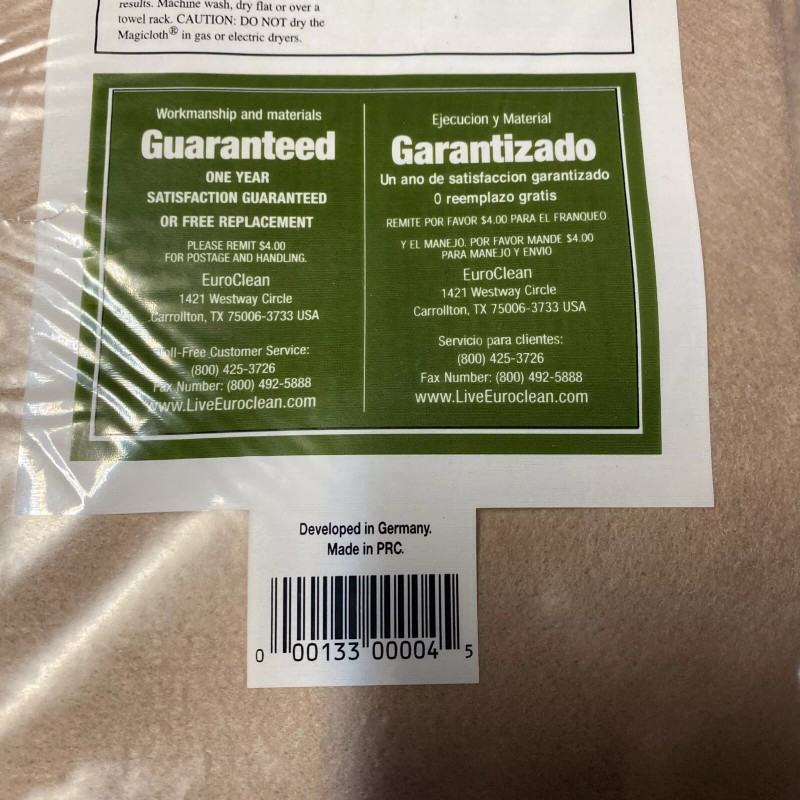 results. Machine wash, dry flat or over a
towel rack. CAUTION: DO NOT dry the
Magicloth® in gas or electric dryers.
Workmanship and materials
Guaranteed
ONE YEAR
SATISFACTION GUARANTEED
OR FREE REPLACEMENT
PLEASE REMIT $4.00
FOR POSTAGE AND HANDLING.
EuroClean
1421 Westway Circle
Carrollton, TX 75006-3733 USA
Toll-Free Customer Service:
(800) 425-3726
Fax Number: (800) 492-5888
www.LiveEuroclean.com
Ejecucion y Material
Garantizado
Un ano de satisfaccion garantizado
0 reemplazo gratis
REMITE POR FAVOR $4.00 PARA EL FRANQUEO
Y EL MANEJO. POR FAVOR MANDE $4.00
PARA MANEJO Y ENVIO
EuroClean
1421 Westway Circle
Carrollton, TX 75006-3733 USA
Servicio para clientes:
(800) 425-3726
Fax Number: (800) 492-5888
www.LiveEuroclean.com
Developed in Germany.
Made in PRC.
0 00133 00004 5